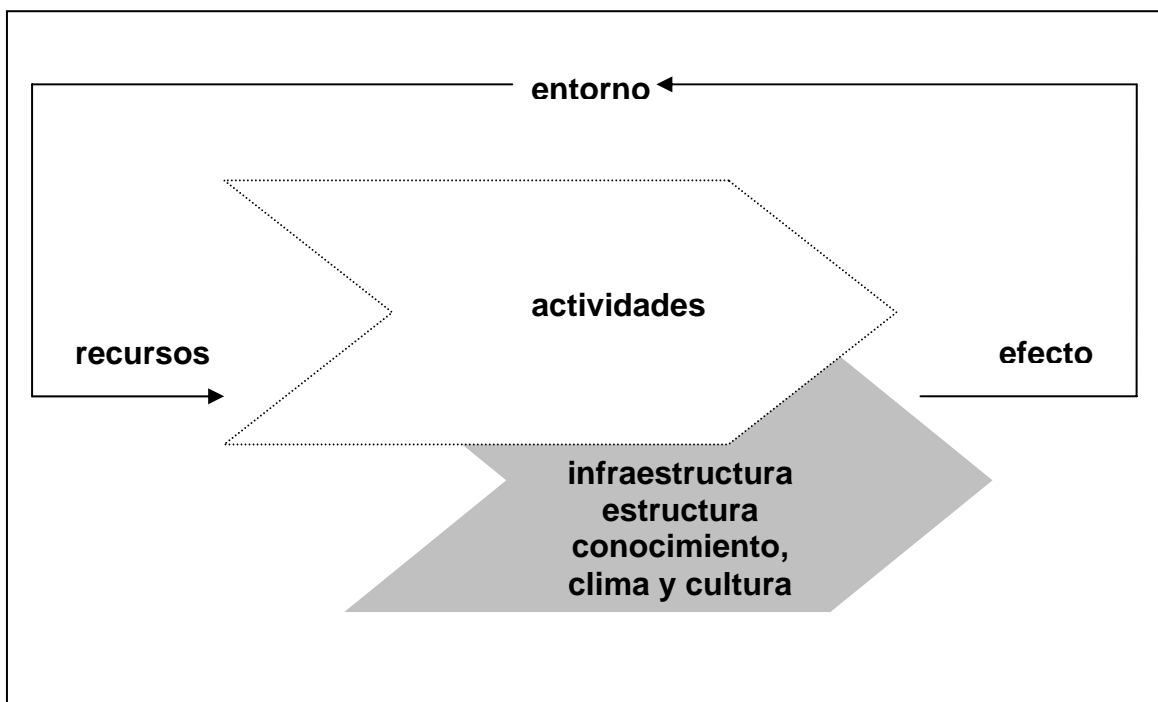 entorno
actividades
recursos
efecto
infraestructura
estructura
conocimiento,
clima y cultura